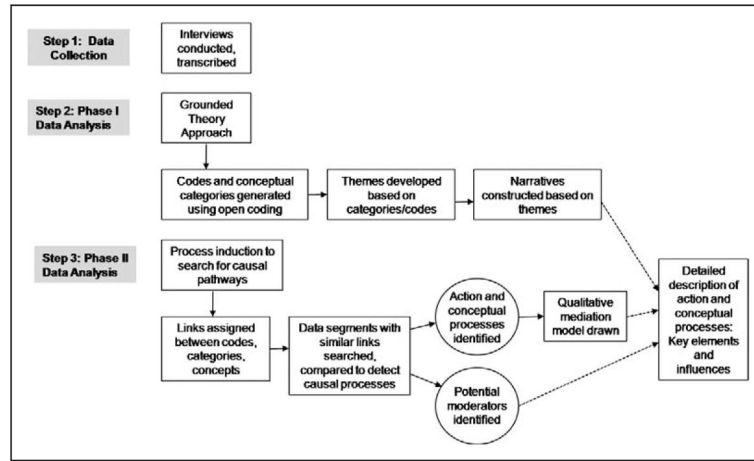 Step 1: Data
Collection
Interviews
conducted,
transcribed
Step 2: Phase I
Data Analysis
Grounded
Theory
Approach
Codes and conceptual
categories generated
using open coding
Themes developed
based on
categories/codes
Narratives
constructed based on
themes
Step 3: Phase II
Data Analysis
Process induction to
search for causal
pathways
Links assigned
between codes,
categories,
concepts
Data segments with
similar links
searched,
compared to detect
causal processes
Action and
conceptual
processes
identified
Potential
moderators
identified
Qualitative
mediation
model drawn
Detailed
description of
action and
conceptual
processes:
Key elements
and
influences